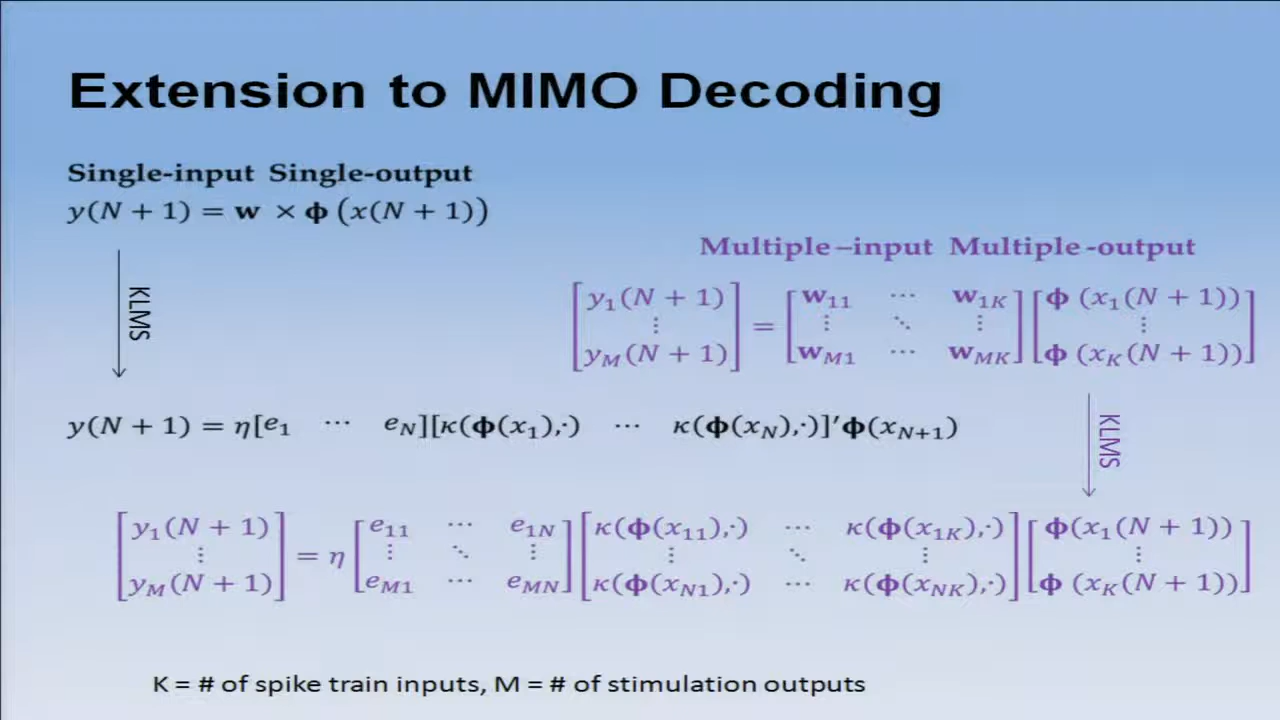 Extension to MIMO Decoding
Single-input Single-output
y(N + 1) = w × ϕ (x(N + 1))
KLMS
Multiple–input Multiple-output
[y₁(N + 1) ⋮ y_M(N + 1)] = [w₁₁ ⋯ w₁K ⋮ ⋱ ⋮ w_M1 ⋯ w_MK] [ϕ (x₁(N + 1)) ⋮ ϕ (x_K(N + 1))]
KLMS
y(N + 1) = η[e₁ ⋯ e_N][κ(ϕ(x₁),·) ⋯ κ(ϕ(x_N),·)]′ϕ(x_N+1)
[y₁(N + 1) ⋮ y_M(N + 1)] = η [e₁₁ ⋯ e₁N ⋮ ⋱ ⋮ e_M1 ⋯ e_MN] [κ(ϕ(x₁₁),·) ⋯ κ(ϕ(x₁K),·) ⋮ ⋱ ⋮ κ(ϕ(x_N1),·) ⋯ κ(ϕ(x_NK),·)] [ϕ(x₁(N + 1)) ⋮ ϕ (x_K(N + 1))]
K = # of spike train inputs, M = # of stimulation outputs